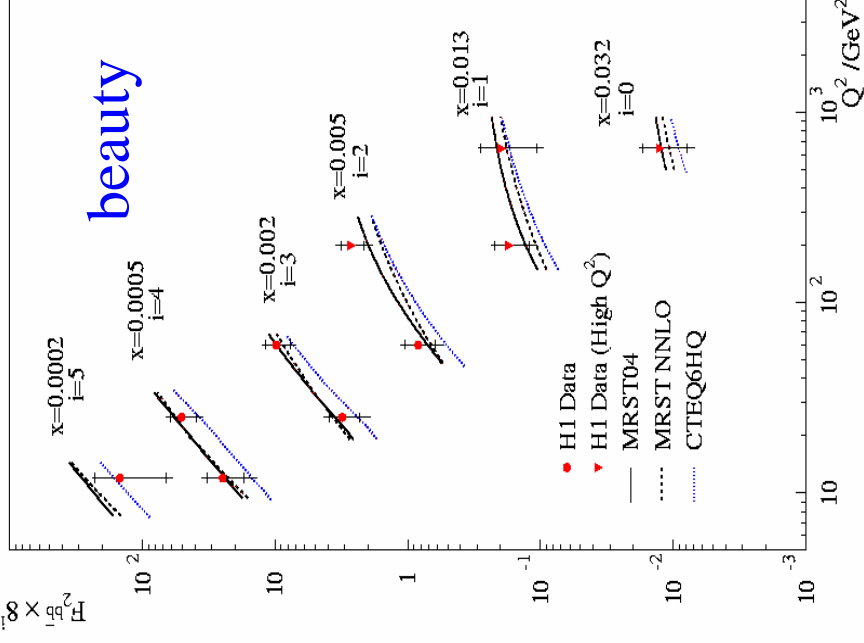 beauty
F₂ᵇᵇ̄ × 8ⁱ
x=0.0002
i=5
x=0.0005
i=4
x=0.002
i=3
x=0.005
i=2
x=0.013
i=1
x=0.032
i=0
H1 Data
H1 Data (High Q²)
MRST04
MRST NNLO
CTEQ6HQ
10²
10
1
10⁻¹
10⁻²
10⁻³
10
10²
10³
Q² /GeV²